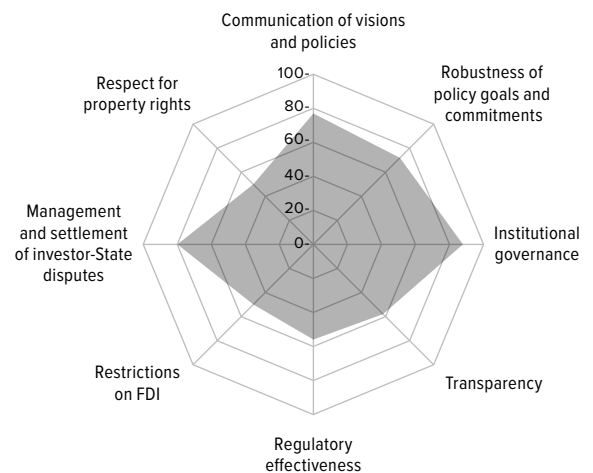 Communication of visions
and policies
Robustness of
policy goals and
commitments
Institutional
governance
Transparency
Regulatory
effectiveness
Restrictions
on FDI
Management
and settlement
of investor-State
disputes
Respect for
property rights
100-
80-
60-
40-
20-
0-